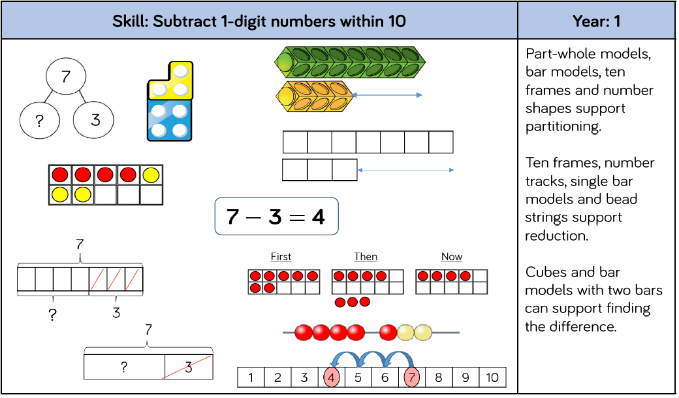 Skill: Subtract 1-digit numbers within 10
Year: 1
7
?
3
7 − 3 = 4
7
?
3
7
?
3
First
Then
Now
1 2 3 4 5 6 7 8 9 10
Part-whole models,
bar models, ten
frames and number
shapes support
partitioning.
Ten frames, number
tracks, single bar
models and bead
strings support
reduction.
Cubes and bar
models with two bars
can support finding
the difference.